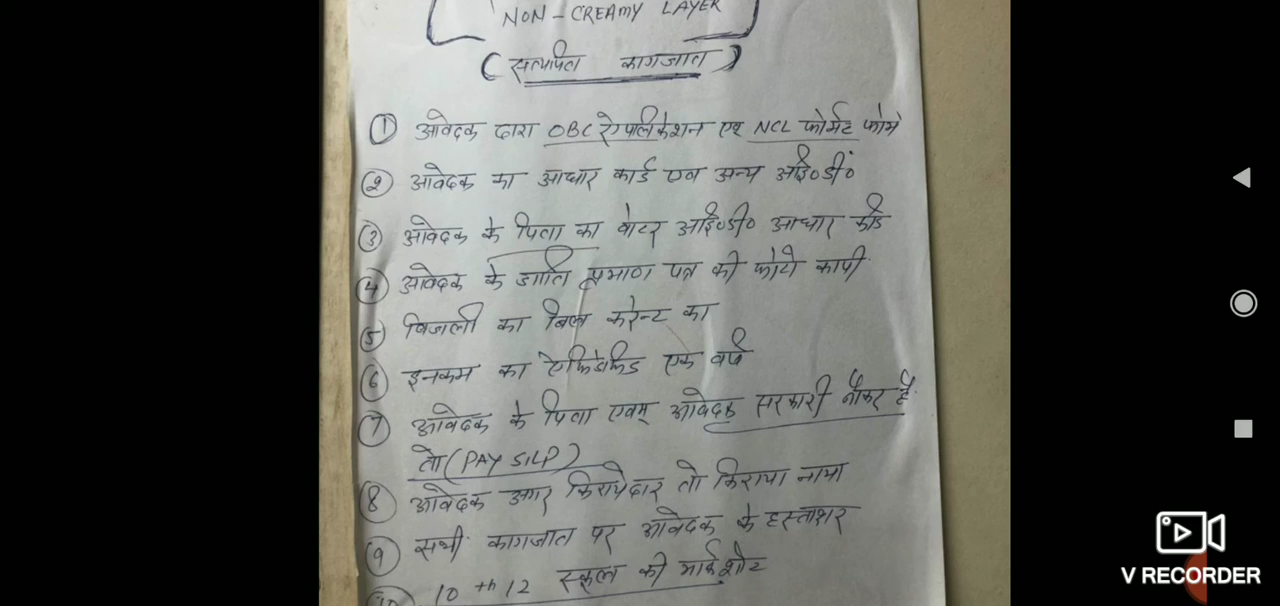 NON-CREAMY LAYER
(सत्यापित कागजात)
① आवेदक द्वारा OBC ऐपलिकेशन एवं NCL फोर्मेट फोर्म
② आवेदक का आधार कार्ड एवं अन्य आई०डी०
③ आवेदक के पिता का वोटर आई०डी० आधार कार्ड
④ आवेदक के जाति प्रमाण पत्र की फोटो कापी
⑤ बिजली का बिल करेन्ट का
⑥ इनकम का ऐफिडेफिड एक वर्ष
⑦ आवेदक के पिता एवम् आवेदक सरकारी नौकर है
तो (PAY SILP)
⑧ आवेदक अगर किरायेदार तो किराया नामा
⑨ सभी कागजात पर आवेदक के हस्ताक्षर
10 th 12 स्कूल की मार्कशीट
V RECORDER